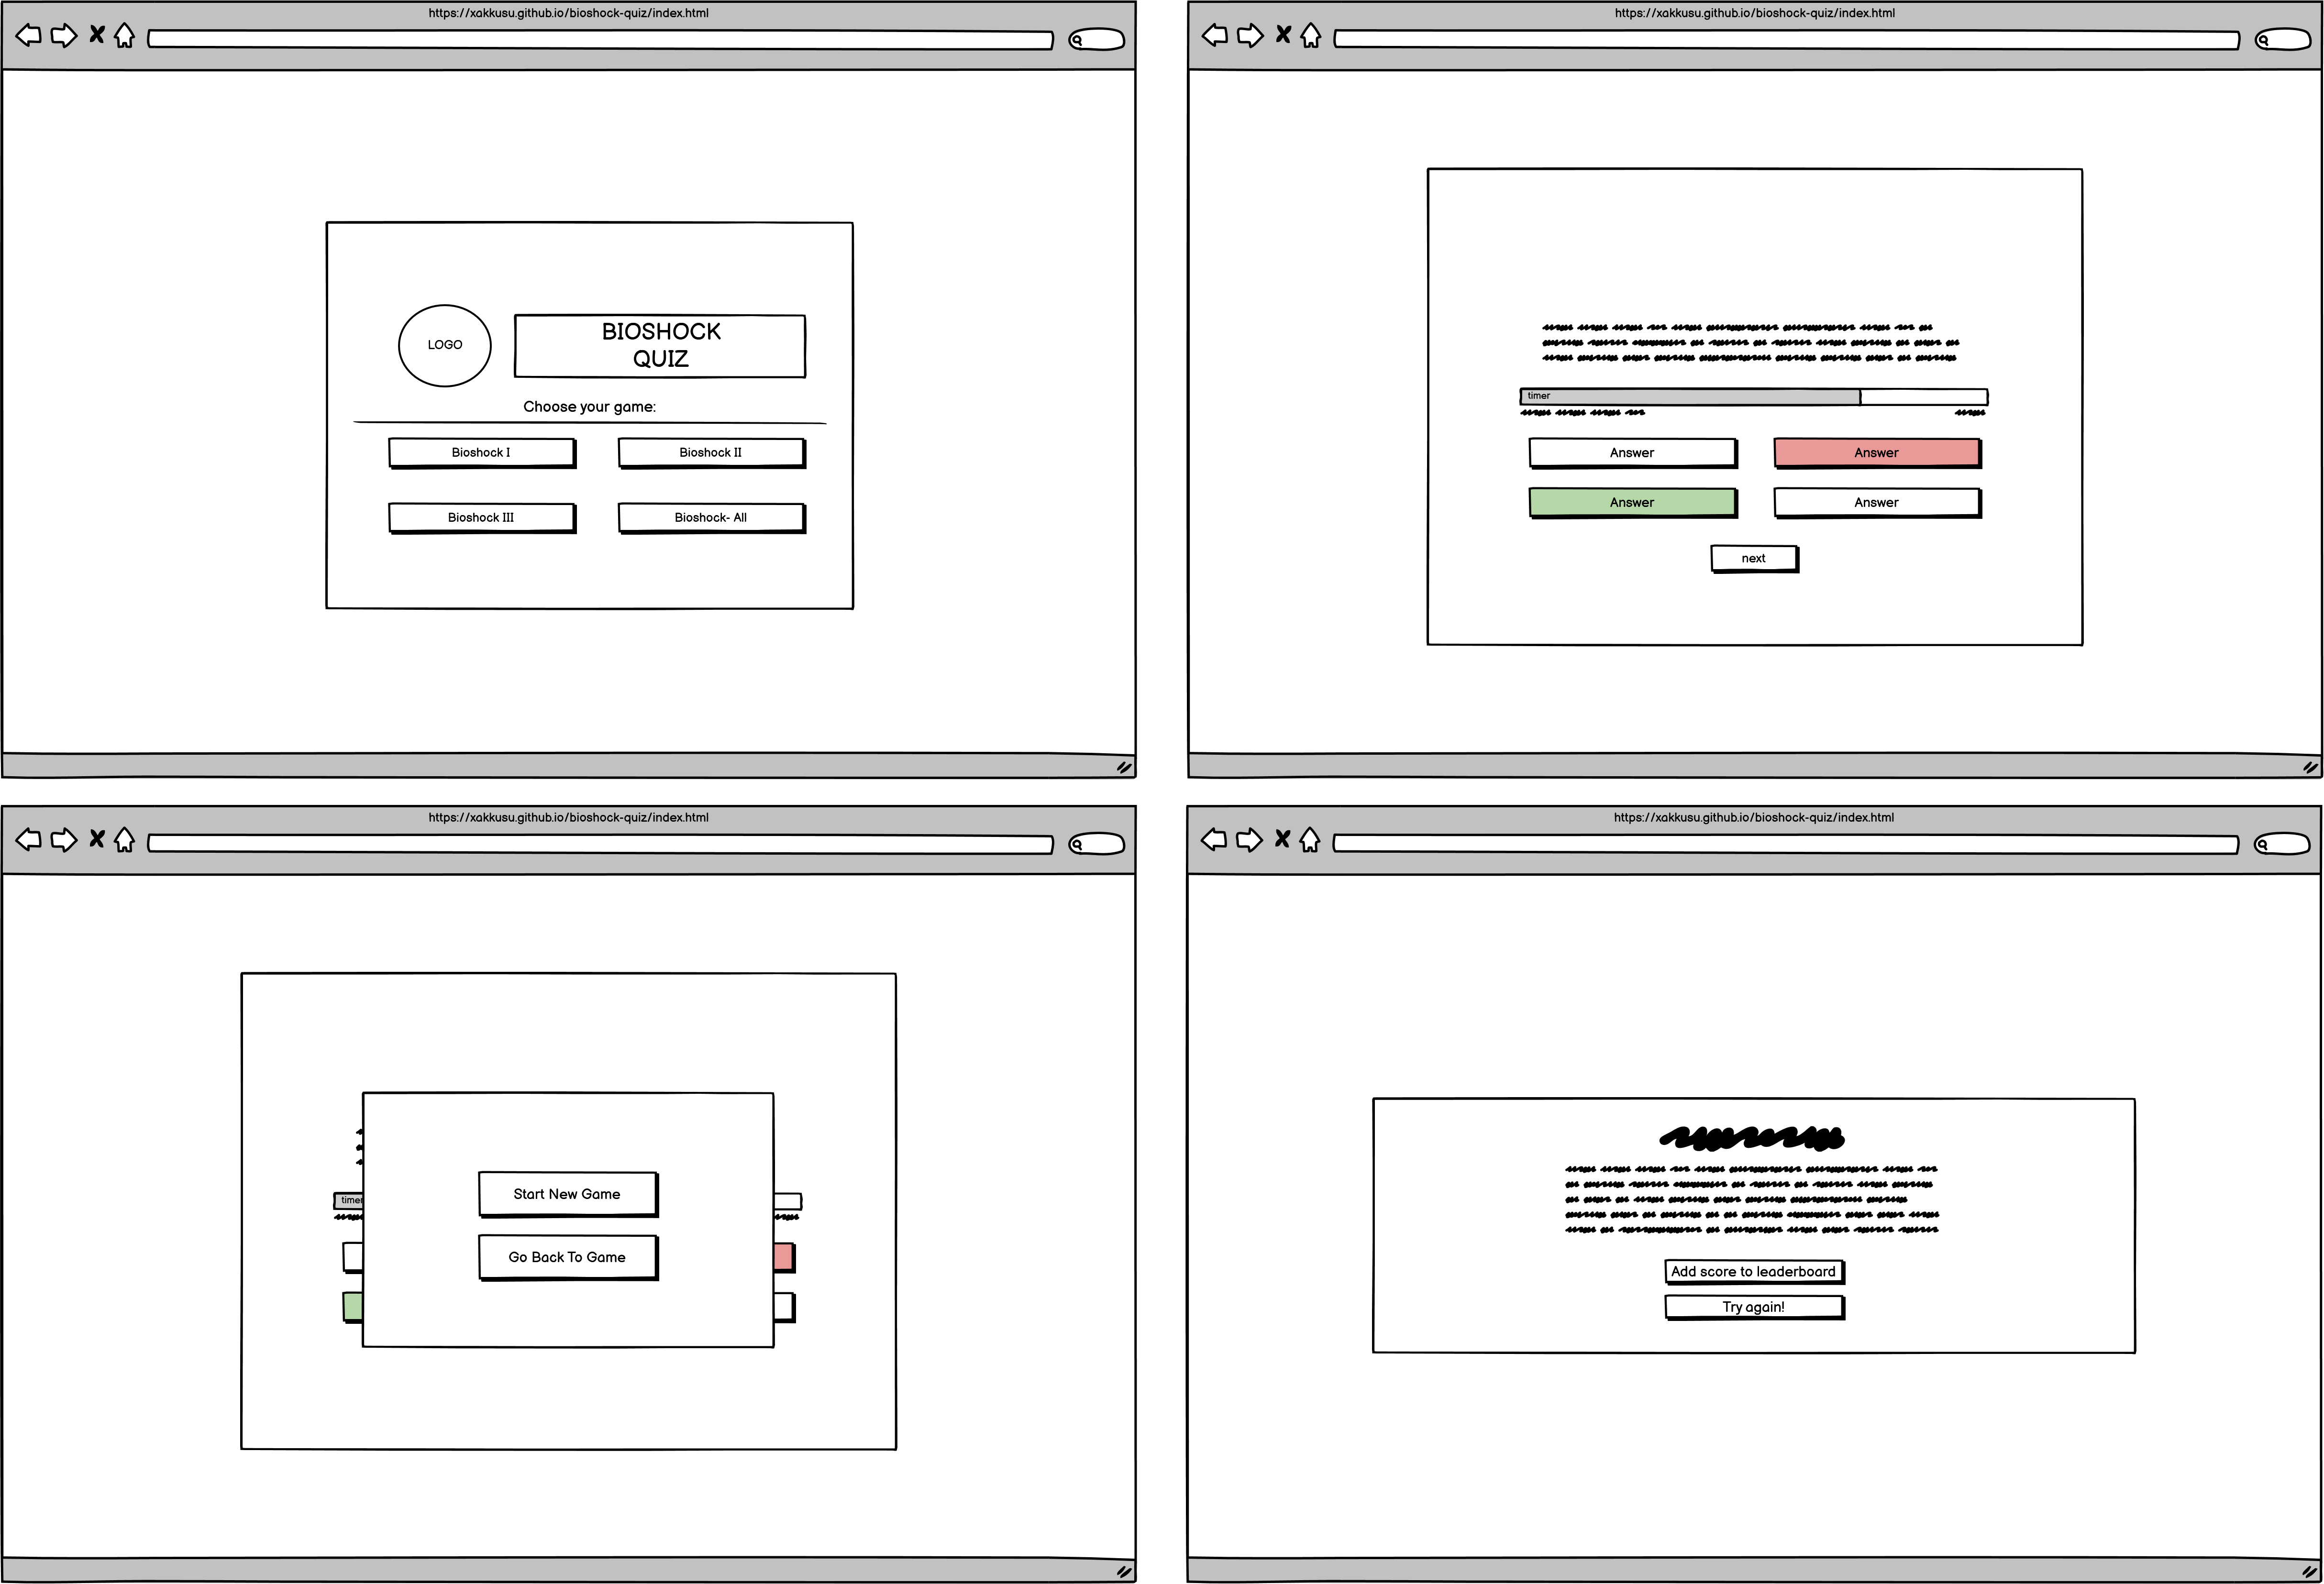 https://xakkusu.github.io/bioshock-quiz/index.html
LOGO
BIOSHOCK
QUIZ
Choose your game:
Bioshock I
Bioshock II
Bioshock III
Bioshock- All
https://xakkusu.github.io/bioshock-quiz/index.html
timer
Answer
Answer
Answer
Answer
next
https://xakkusu.github.io/bioshock-quiz/index.html
timer
Start New Game
Go Back To Game
https://xakkusu.github.io/bioshock-quiz/index.html
Add score to leaderboard
Try again!